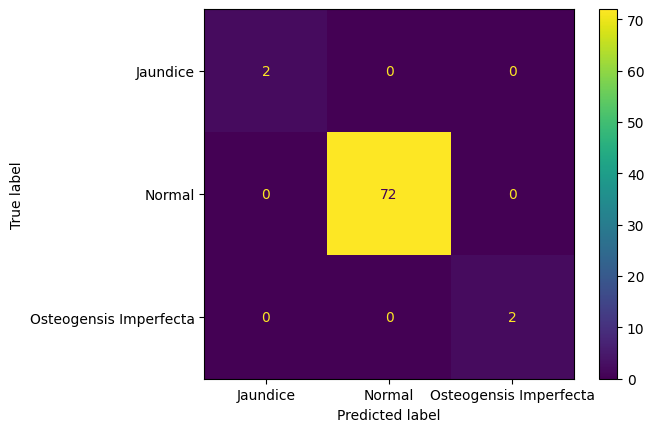 70
Jaundice 2 0 0
60
50
40
Normal 0 72 0
30
20
Osteogensis Imperfecta 0 0 2
10
0
Jaundice Normal Osteogensis Imperfecta
Predicted label
True label